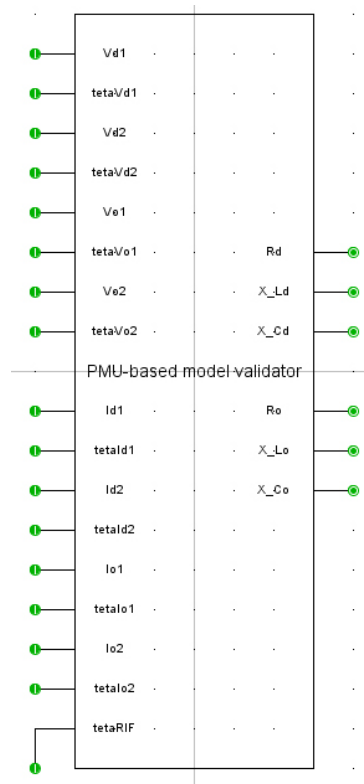 Vd1
tetaVd1
Vd2
tetaVd2
Vo1
tetaVo1 Rd
Vo2 X_Ld
tetaVo2 X_Cd
PMU-based model validator
Id1 Ro
tetaId1 X_Lo
Id2 X_Co
tetaId2
Io1
tetaIo1
Io2
tetaIo2
tetaRIF